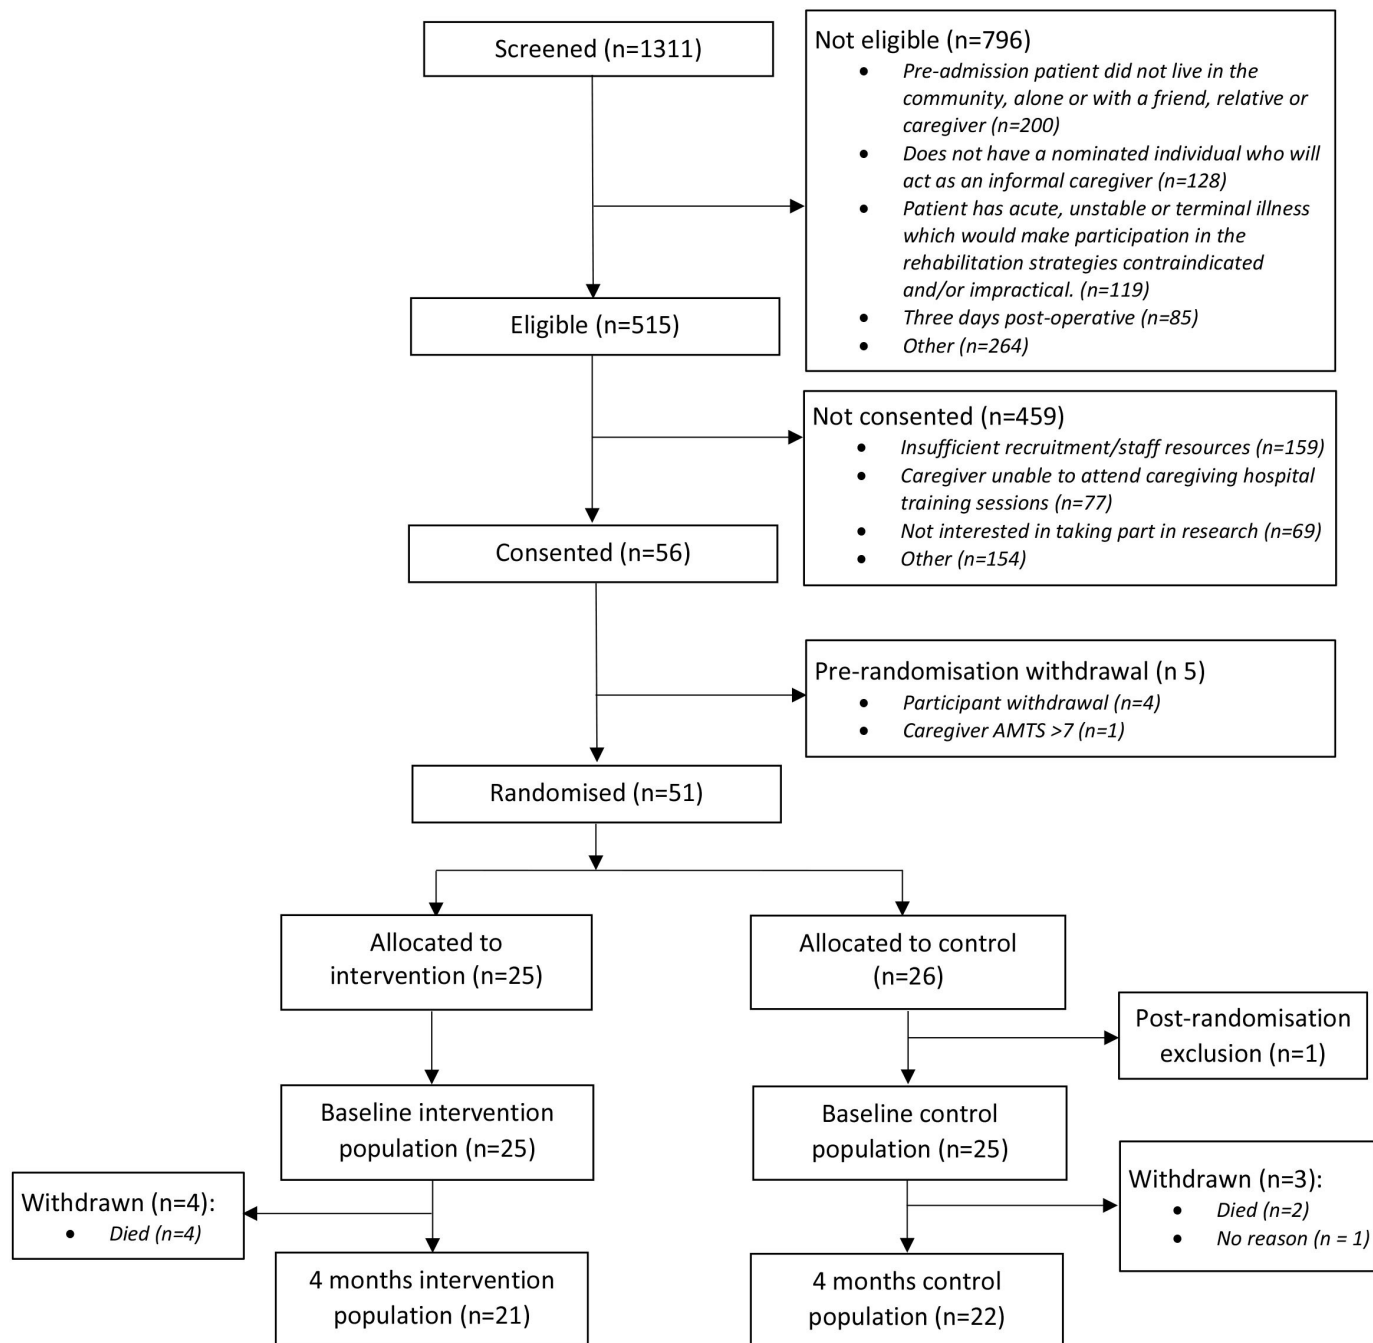 Screened (n=1311)
Not eligible (n=796)
• Pre-admission patient did not live in the
community, alone or with a friend, relative or
caregiver (n=200)
• Does not have a nominated individual who will
act as an informal caregiver (n=128)
• Patient has acute, unstable or terminal illness
which would make participation in the
rehabilitation strategies contraindicated
and/or impractical. (n=119)
• Three days post-operative (n=85)
• Other (n=264)
Eligible (n=515)
Not consented (n=459)
• Insufficient recruitment/staff resources (n=159)
• Caregiver unable to attend caregiving hospital
training sessions (n=77)
• Not interested in taking part in research (n=69)
• Other (n=154)
Consented (n=56)
Pre-randomisation withdrawal (n 5)
• Participant withdrawal (n=4)
• Caregiver AMTS >7 (n=1)
Randomised (n=51)
Allocated to
intervention (n=25)
Allocated to control
(n=26)
Post-randomisation
exclusion (n=1)
Baseline intervention
population (n=25)
Baseline control
population (n=25)
Withdrawn (n=4):
• Died (n=4)
Withdrawn (n=3):
• Died (n=2)
• No reason (n = 1)
4 months intervention
population (n=21)
4 months control
population (n=22)